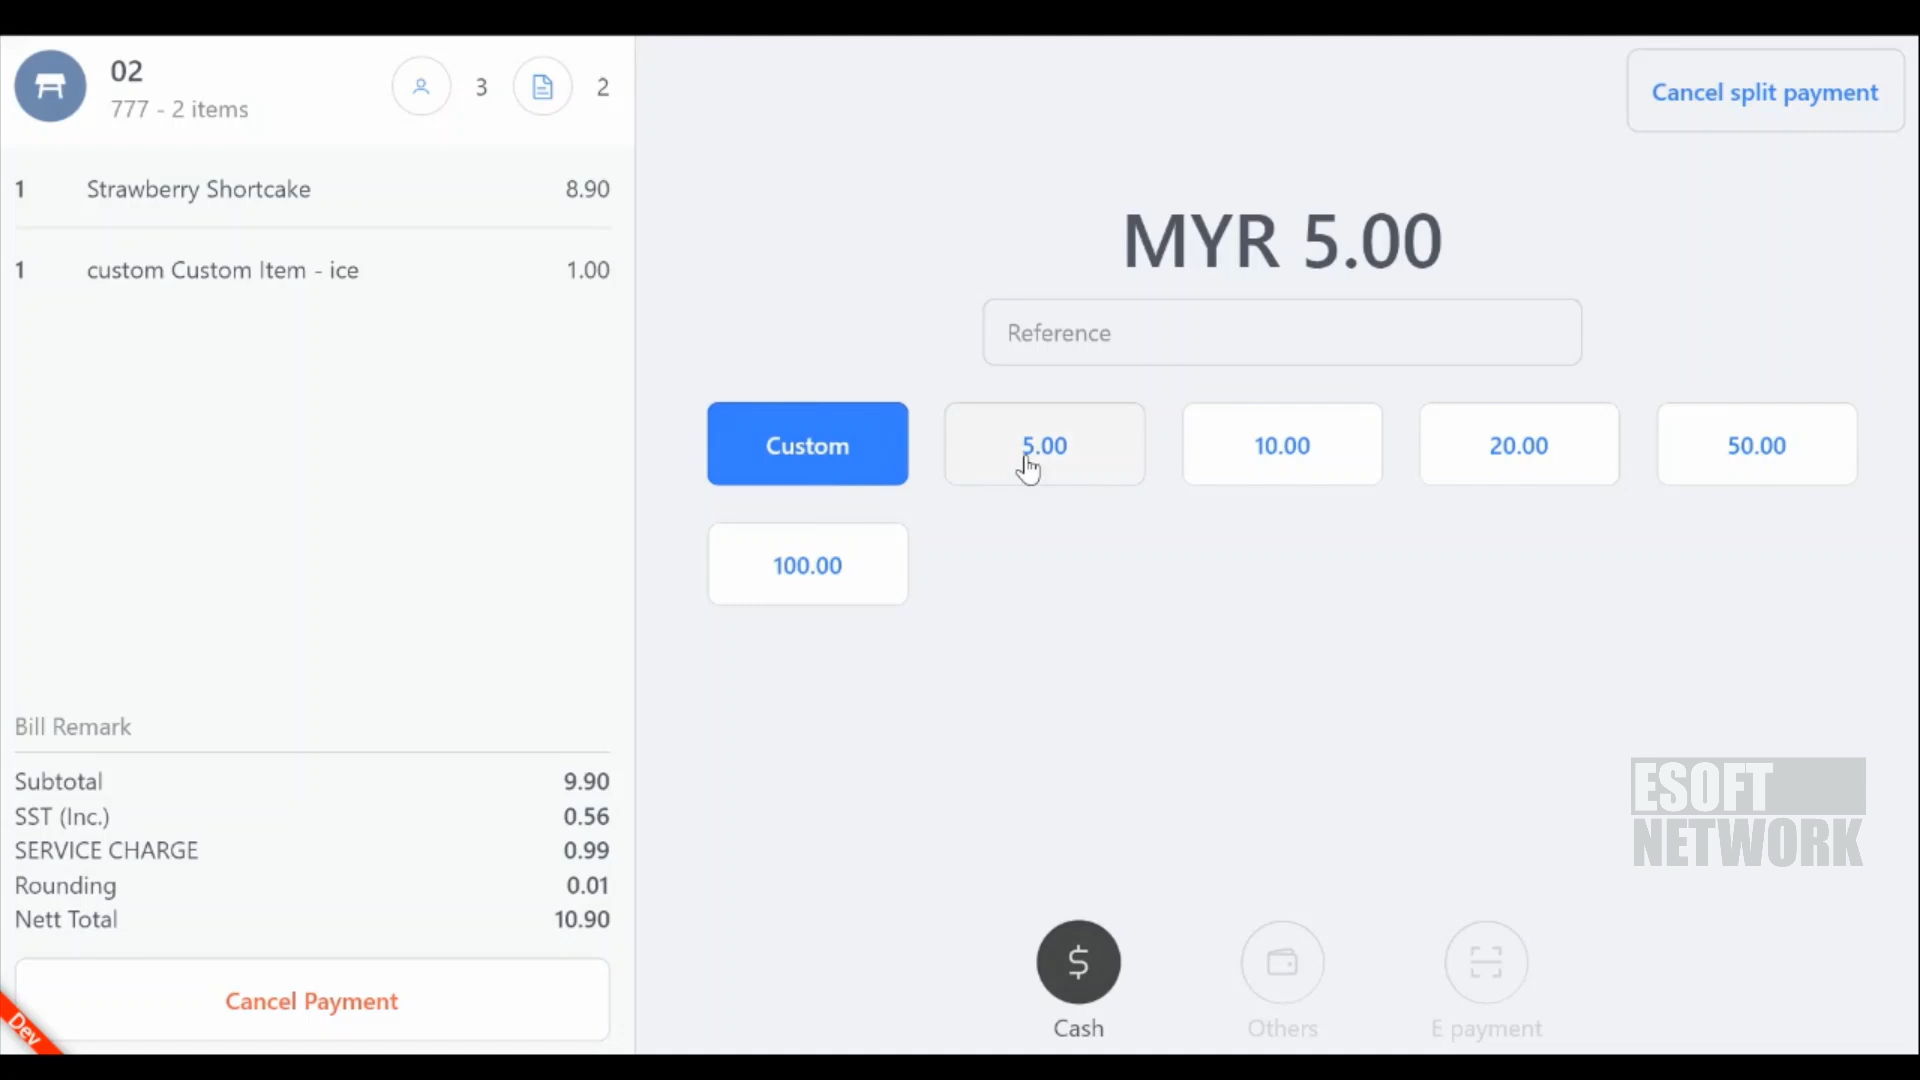 02
777 - 2 items
3
2
Cancel split payment
1 Strawberry Shortcake 8.90
1 custom Custom Item - ice 1.00
MYR 5.00
Reference
Custom
5.00
10.00
20.00
50.00
100.00
Bill Remark
Subtotal 9.90
SST (Inc.) 0.56
SERVICE CHARGE 0.99
Rounding 0.01
Nett Total 10.90
Cancel Payment
Dev
$
Cash
Others
E payment
ESOFT
NETWORK